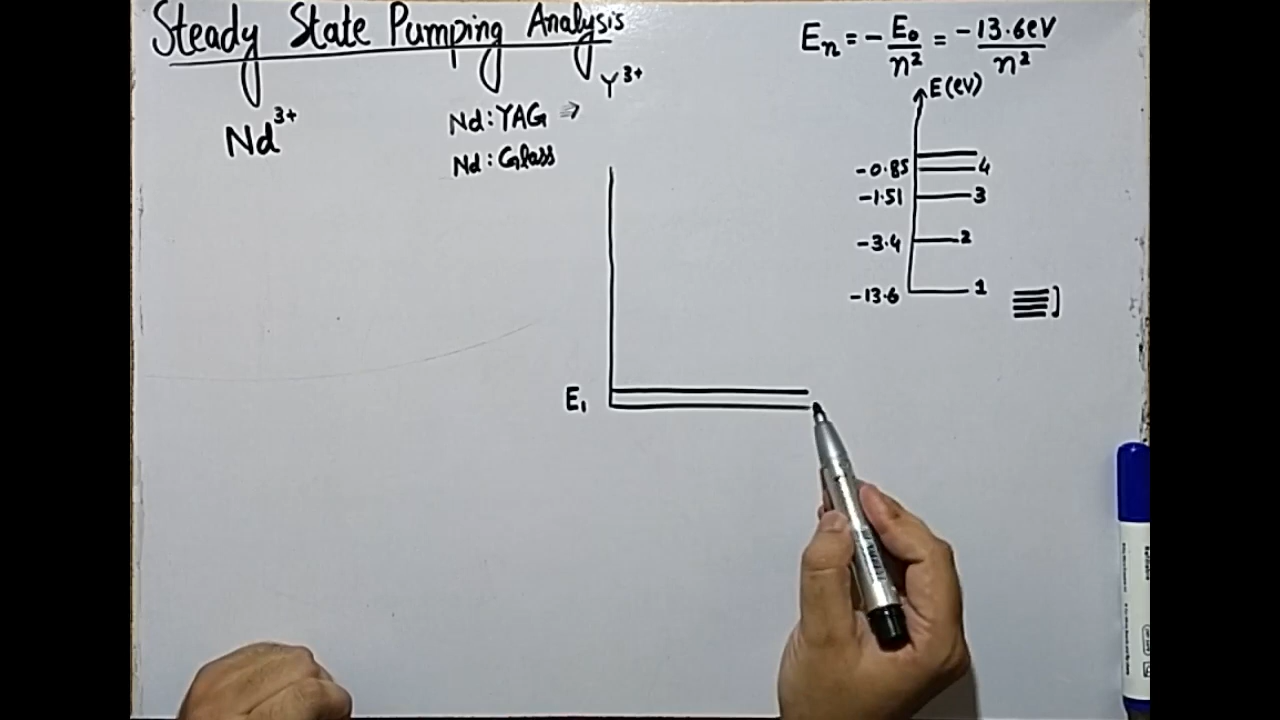 Steady State Pumping Analysis
Nd³⁺
Y³⁺
Nd:YAG ⇒
Nd: Glass
Eₙ = - E₀/n² = -13.6eV/n²
E(eV)
-0.85 4
-1.51 3
-3.4 2
-13.6 1
E₁